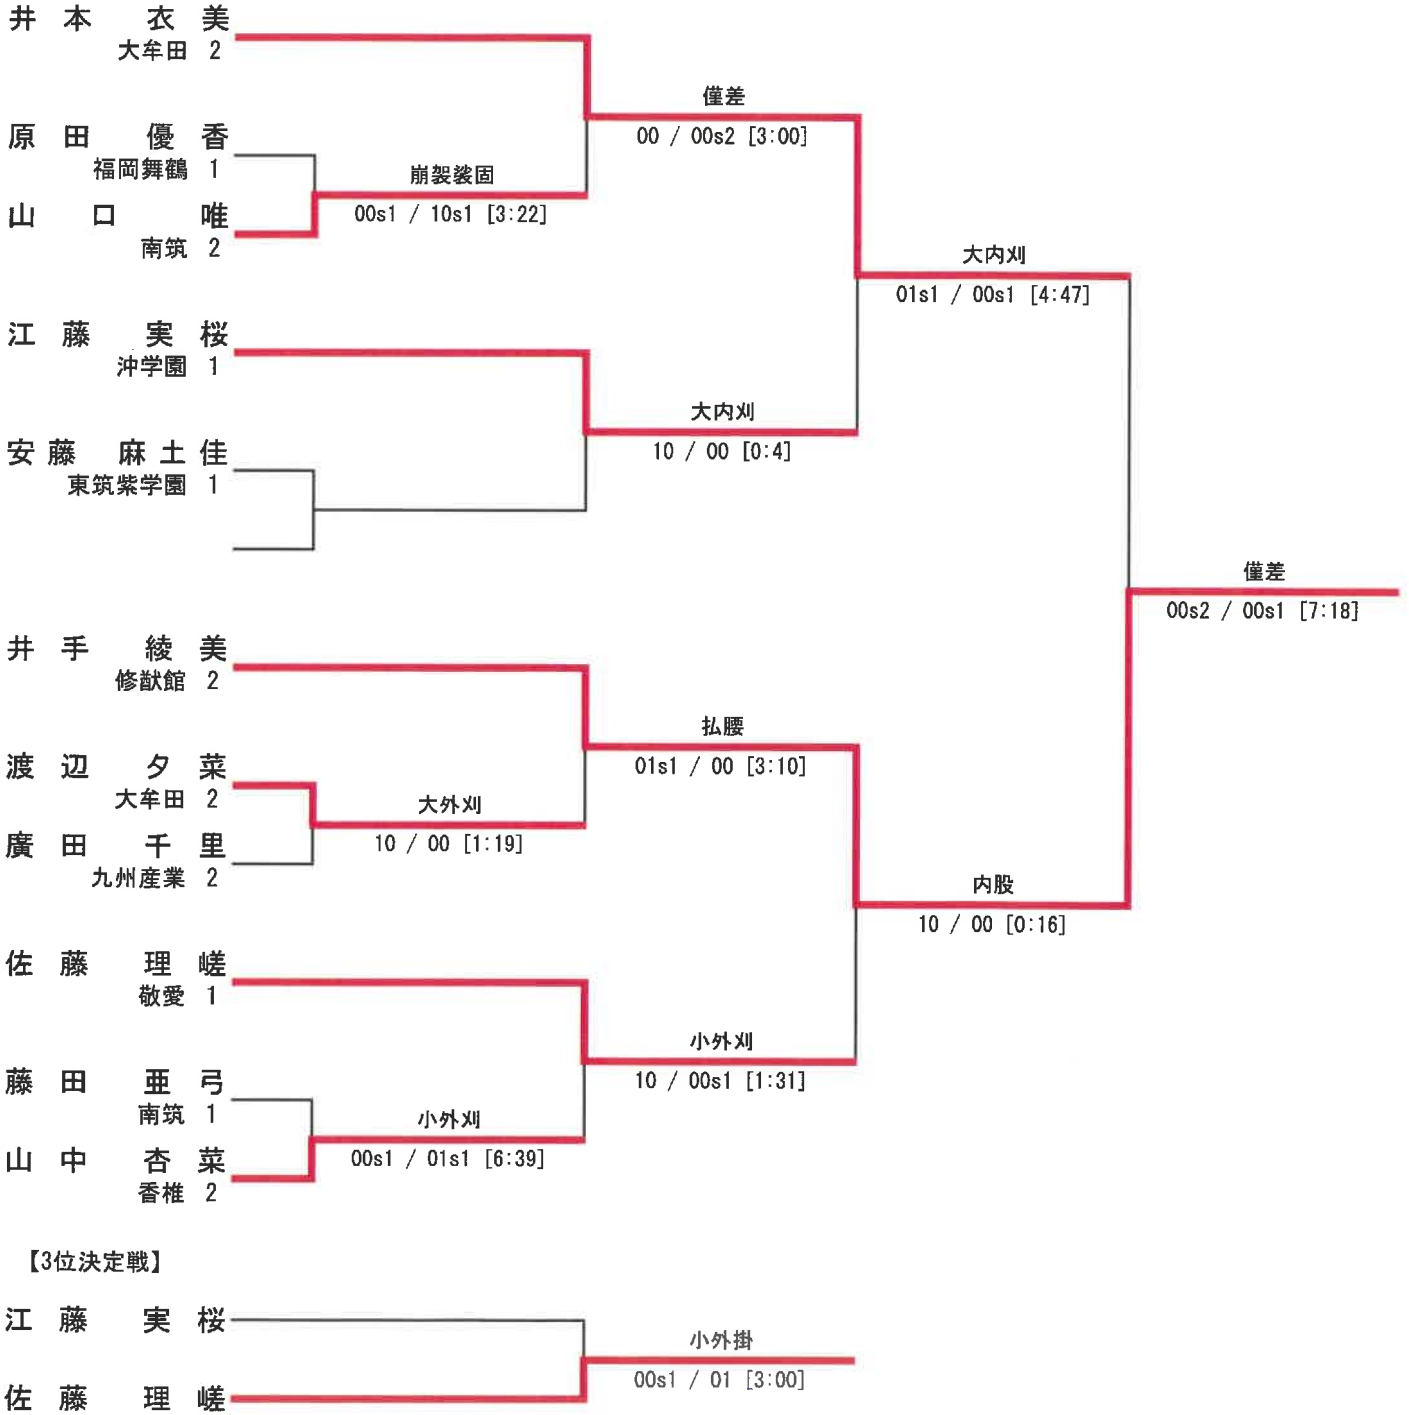 井本 衣美
大牟田 2
僅差
00 / 00s2 [3:00]
原田 優香
福岡舞鶴 1
崩袈裟固
00s1 / 10s1 [3:22]
山口 唯
南筑 2
大内刈
01s1 / 00s1 [4:47]
江藤 実桜
沖学園 1
大内刈
10 / 00 [0:4]
安藤 麻土佳
東筑紫学園 1
僅差
00s2 / 00s1 [7:18]
井手 綾美
修猷館 2
払腰
01s1 / 00 [3:10]
渡辺 夕菜
大牟田 2
大外刈
10 / 00 [1:19]
廣田 千里
九州産業 2
内股
10 / 00 [0:16]
佐藤 理嵯
敬愛 1
小外刈
10 / 00s1 [1:31]
藤田 亜弓
南筑 1
小外刈
00s1 / 01s1 [6:39]
山中 杏菜
香椎 2
【3位決定戦】
江藤 実桜
小外掛
00s1 / 01 [3:00]
佐藤 理嵯